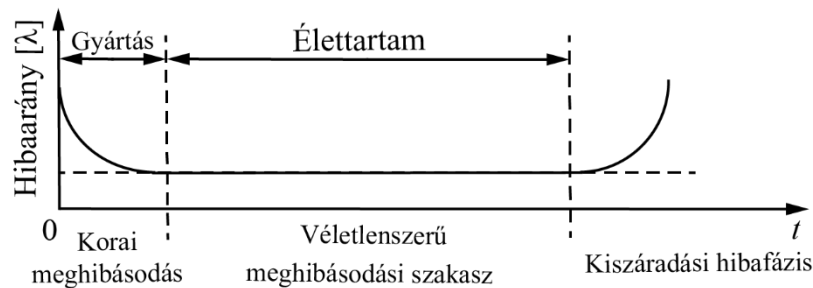 Hibaarány [λ]
Gyártás
Élettartam
0
t
Korai
meghibásodás
Véletlenszerű
meghibásodási szakasz
Kiszáradási hibafázis